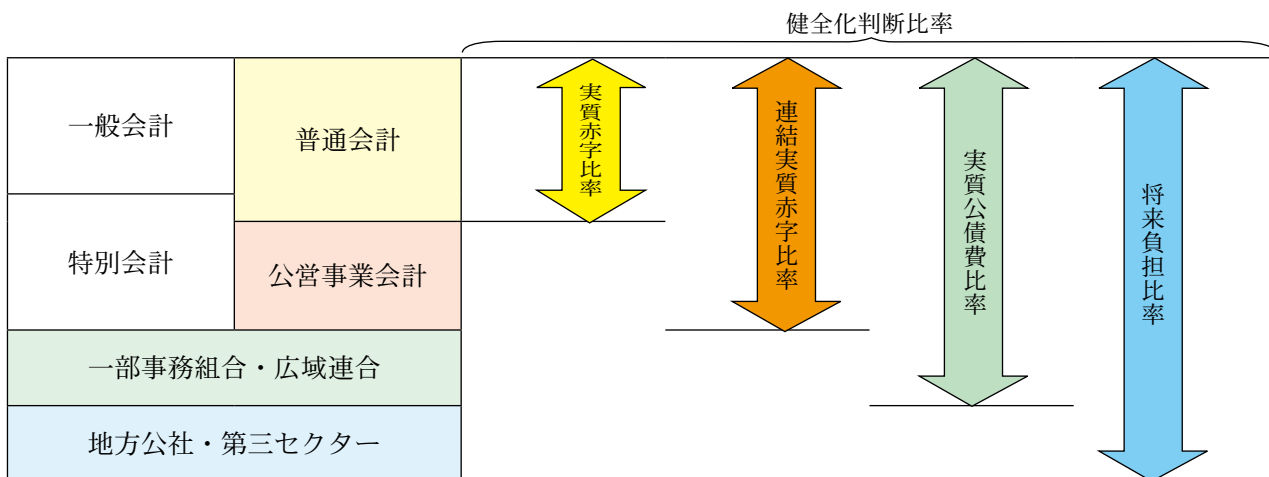 健全化判断比率
一般会計
普通会計
特別会計
公営事業会計
一部事務組合・広域連合
地方公社・第三セクター
実質赤字比率
連結実質赤字比率
実質公債費比率
将来負担比率